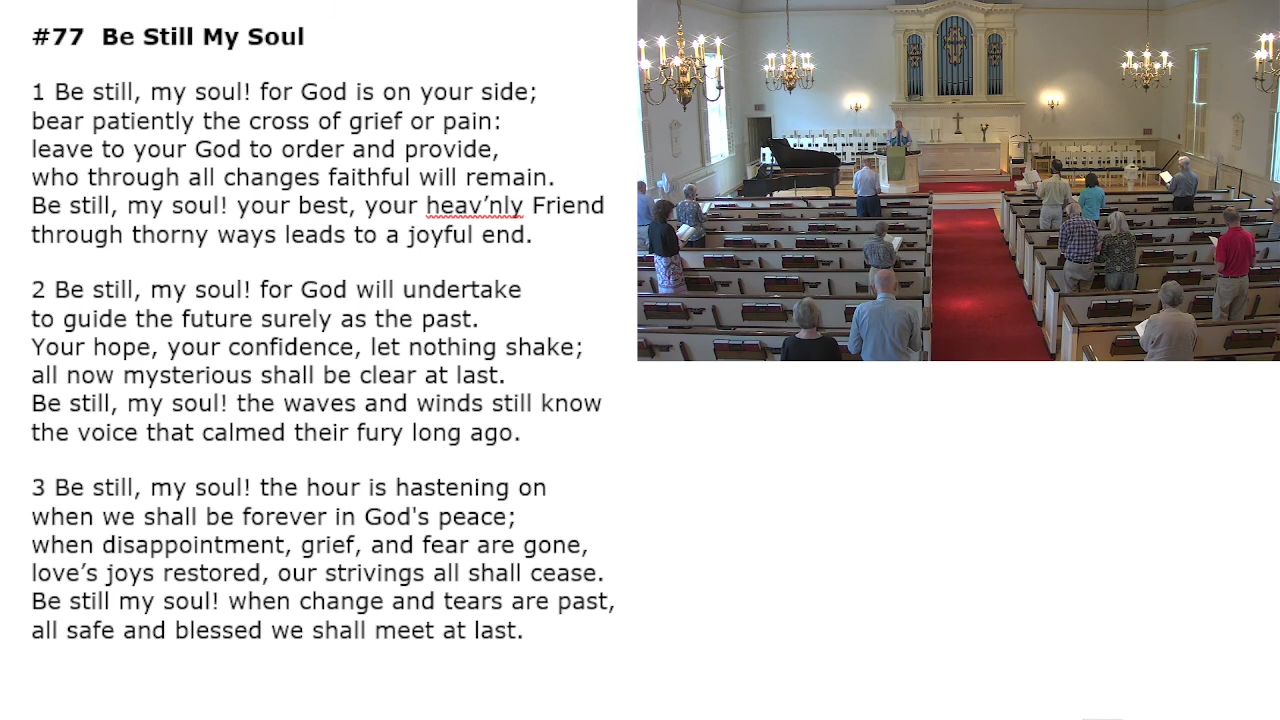 #77 Be Still My Soul
1 Be still, my soul! for God is on your side;
bear patiently the cross of grief or pain:
leave to your God to order and provide,
who through all changes faithful will remain.
Be still, my soul! your best, your heav’nly Friend
through thorny ways leads to a joyful end.
2 Be still, my soul! for God will undertake
to guide the future surely as the past.
Your hope, your confidence, let nothing shake;
all now mysterious shall be clear at last.
Be still, my soul! the waves and winds still know
the voice that calmed their fury long ago.
3 Be still, my soul! the hour is hastening on
when we shall be forever in God's peace;
when disappointment, grief, and fear are gone,
love’s joys restored, our strivings all shall cease.
Be still my soul! when change and tears are past,
all safe and blessed we shall meet at last.